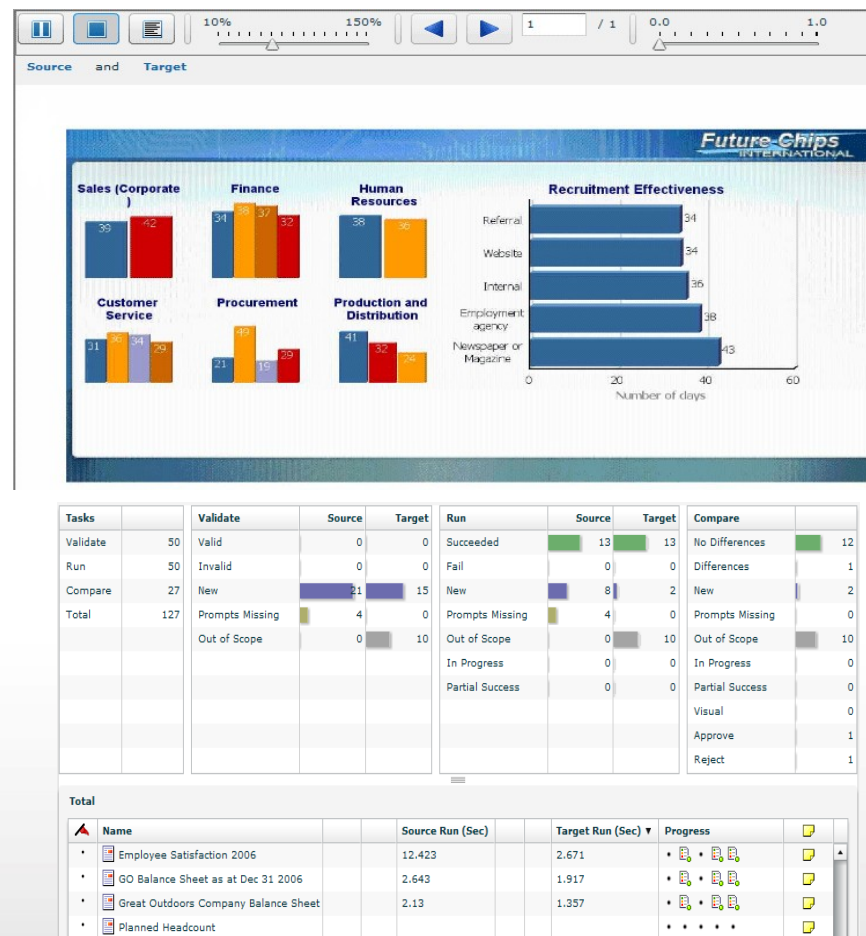 10% 150% 1 / 1 0.0 1.0
Source and Target
Future Chips
INTERNATIONAL
Sales (Corporate
)
39 42
Finance
34 38 37 32
Human
Resources
38 36
Customer
Service
31 36 34 29
Procurement
21 49 19 29
Production and
Distribution
41 32 24
Recruitment Effectiveness
Referral 34
Website 34
Internal 36
Employment
agency 38
Newspaper or
Magazine 43
0 20 40 60
Number of days
Tasks
Validate 50
Run 50
Compare 27
Total 127
Validate Source Target
Valid 0 0
Invalid 0 0
New 21 15
Prompts Missing 4 0
Out of Scope 0 10
Run Source Target
Succeeded 13 13
Fail 0 0
New 8 2
Prompts Missing 4 0
Out of Scope 0 10
In Progress 0 0
Partial Success 0 0
Compare
No Differences 12
Differences 1
New 2
Prompts Missing 0
Out of Scope 10
In Progress 0
Partial Success 0
Visual 0
Approve 1
Reject 1
Total
Name Source Run (Sec) Target Run (Sec) ▼ Progress
Employee Satisfaction 2006 12.423 2.671
GO Balance Sheet as at Dec 31 2006 2.643 1.917
Great Outdoors Company Balance Sheet 2.13 1.357
Planned Headcount